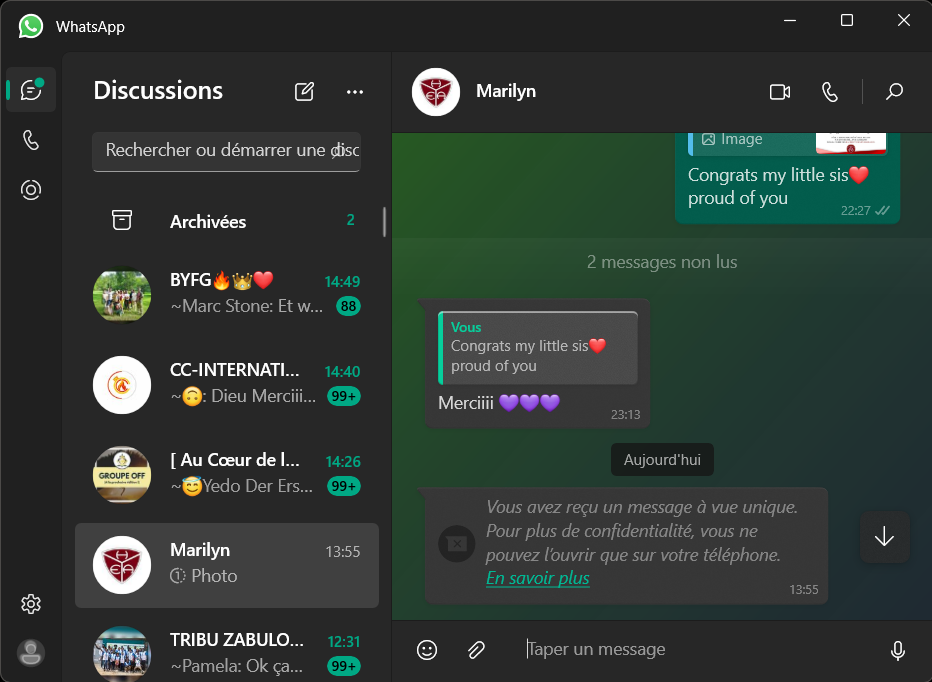 WhatsApp
Discussions
Rechercher ou démarrer une disc
Archivées
2
BYFG🔥👑❤️
14:49
~Marc Stone: Et w...
88
CC-INTERNATI...
14:40
~🙃: Dieu Merciii...
99+
[ Au Cœur de l...
14:26
~😇Yedo Der Ers...
99+
GROUPE OFF
Marilyn
13:55
Photo
TRIBU ZABULO...
12:31
~Pamela: Ok ça...
99+
Marilyn
Image
Congrats my little sis❤️
proud of you
22:27
2 messages non lus
Vous
Congrats my little sis❤️
proud of you
Merciiii 💜💜💜
23:13
Aujourd'hui
Vous avez reçu un message à vue unique.
Pour plus de confidentialité, vous ne
pouvez l'ouvrir que sur votre téléphone.
En savoir plus
13:55
Taper un message